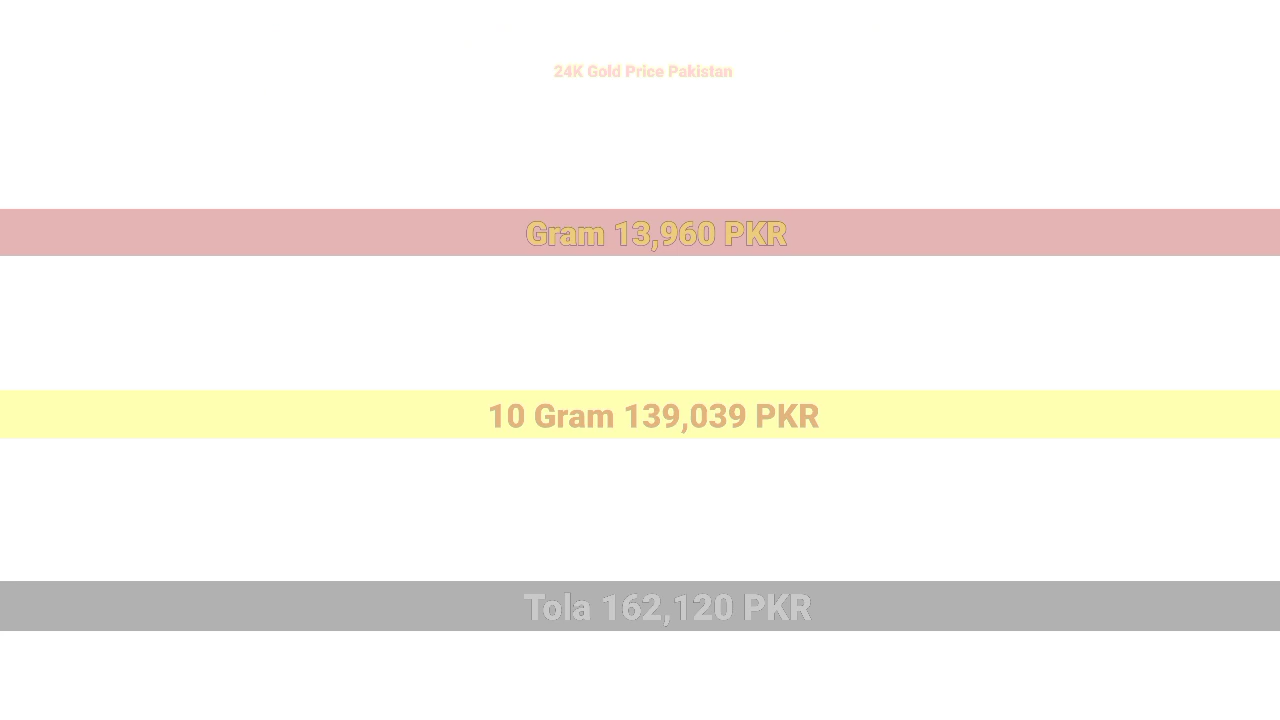 24K Gold Price Pakistan
Gram 13,960 PKR
10 Gram 139,039 PKR
Tola 162,120 PKR